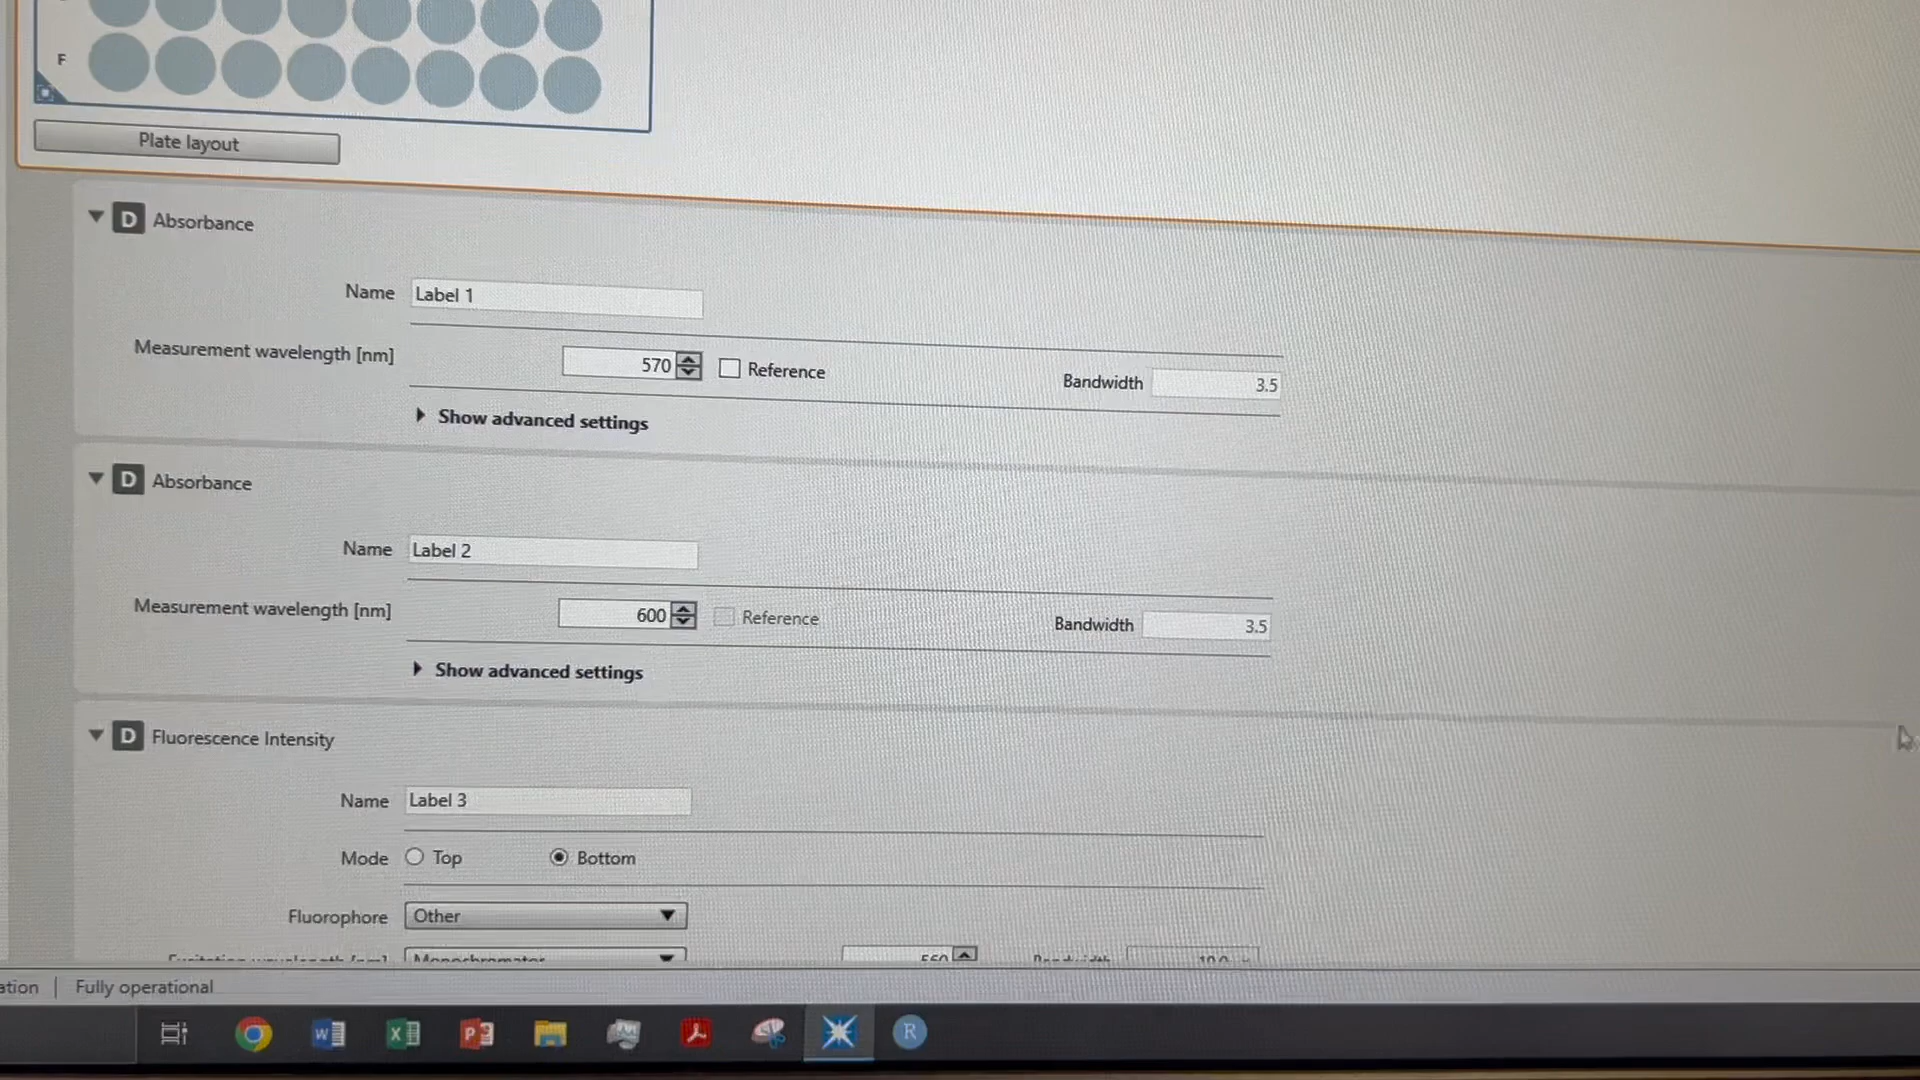 F
Plate layout
D Absorbance
Name Label 1
Measurement wavelength [nm] 570 Reference Bandwidth 3.5
Show advanced settings
D Absorbance
Name Label 2
Measurement wavelength [nm] 600 Reference Bandwidth 3.5
Show advanced settings
D Fluorescence Intensity
Name Label 3
Mode Top Bottom
Fluorophore Other
ation | Fully operational
W X P R